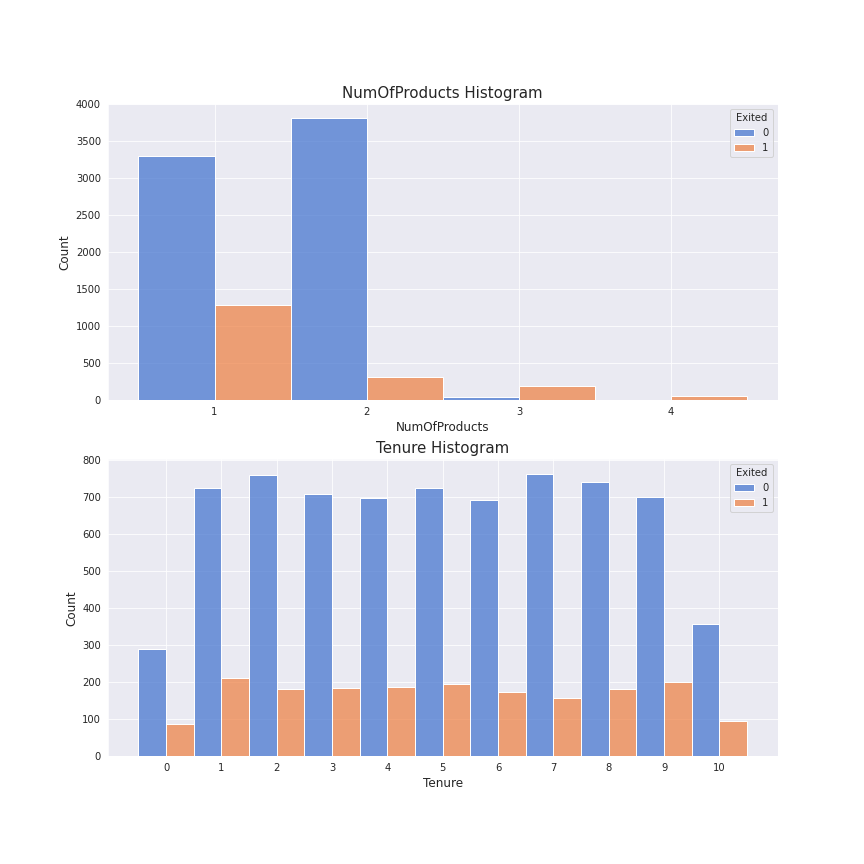 NumOfProducts Histogram
4000
3500
3000
2500
2000
1500
1000
500
0
Count
Exited
0
1
1 2 3 4
NumOfProducts
Tenure Histogram
800
700
600
500
400
300
200
100
0
Count
Exited
0
1
0 1 2 3 4 5 6 7 8 9 10
Tenure